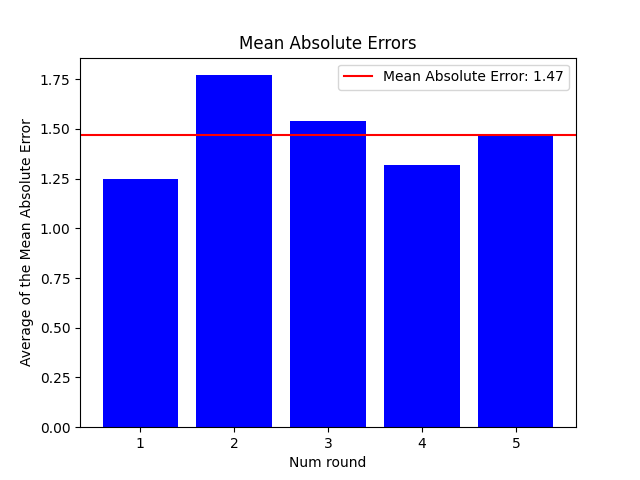 Mean Absolute Errors
Mean Absolute Error: 1.47
Average of the Mean Absolute Error
1.75
1.50
1.25
1.00
0.75
0.50
0.25
0.00
1 2 3 4 5
Num round